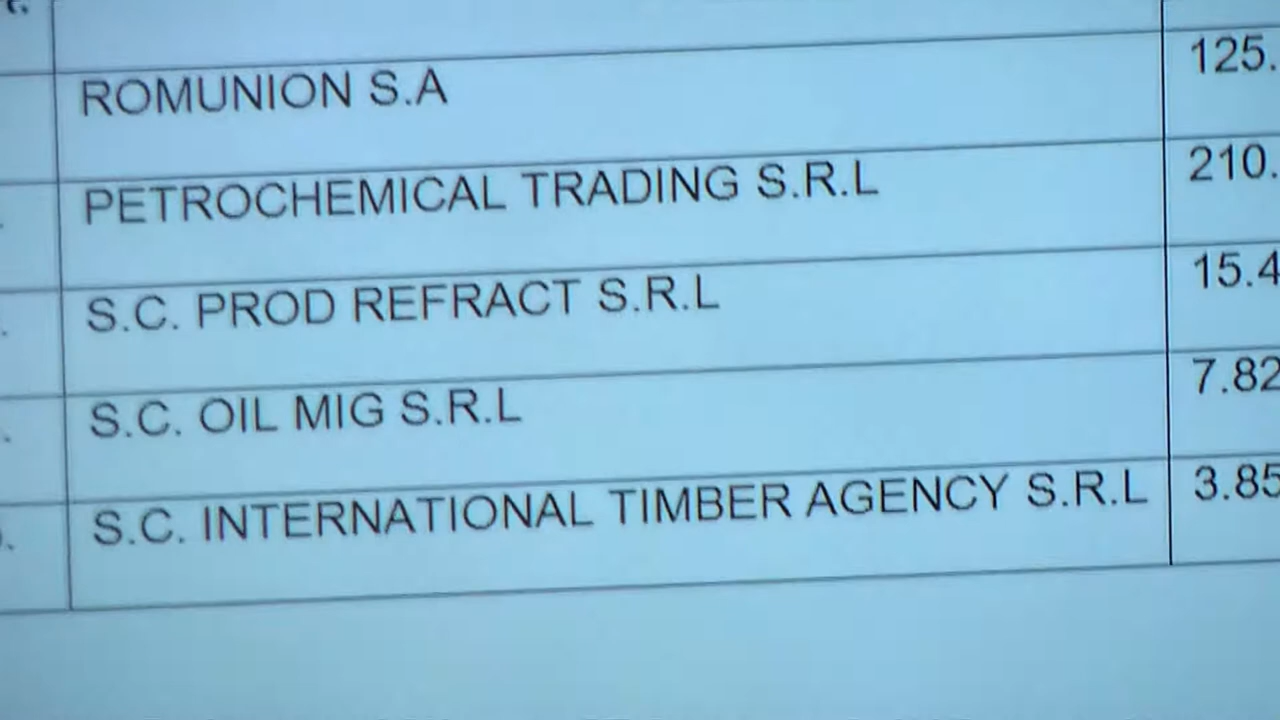 ROMUNION S.A 125.
PETROCHEMICAL TRADING S.R.L 210.
S.C. PROD REFRACT S.R.L 15.4
S.C. OIL MIG S.R.L 7.82
S.C. INTERNATIONAL TIMBER AGENCY S.R.L 3.85